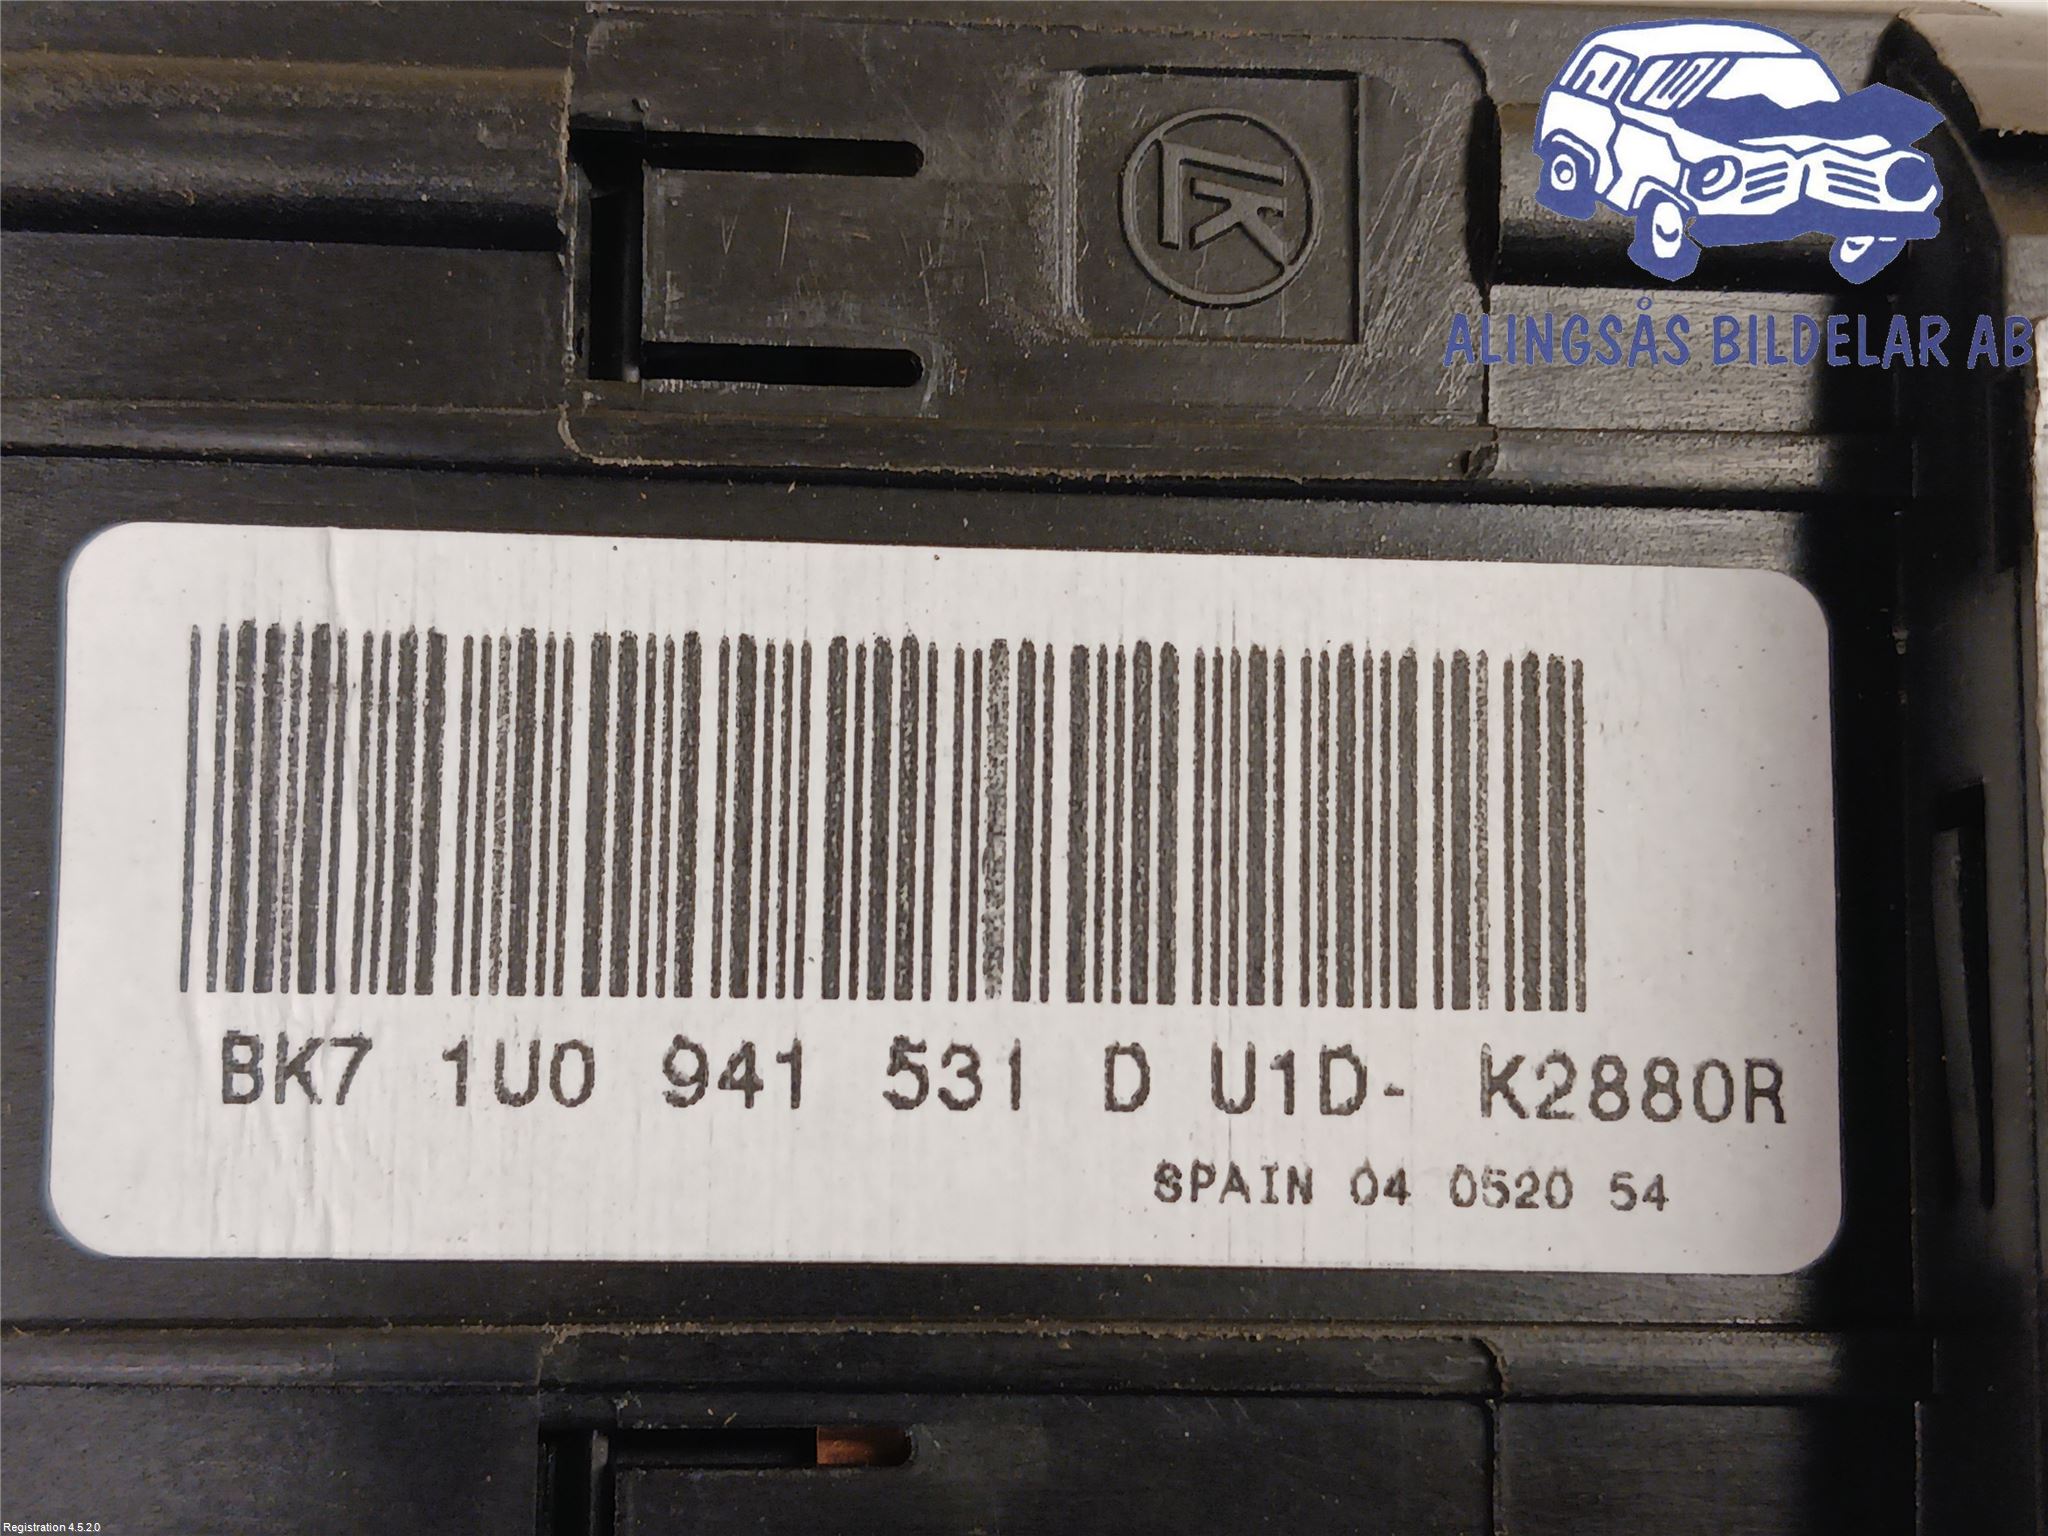 ALINGSÅS BILDELAR AB
BK7 1U0 941 531 D U1D- K2880R
SPAIN 04 0520 54
Registration 4.5.2.0